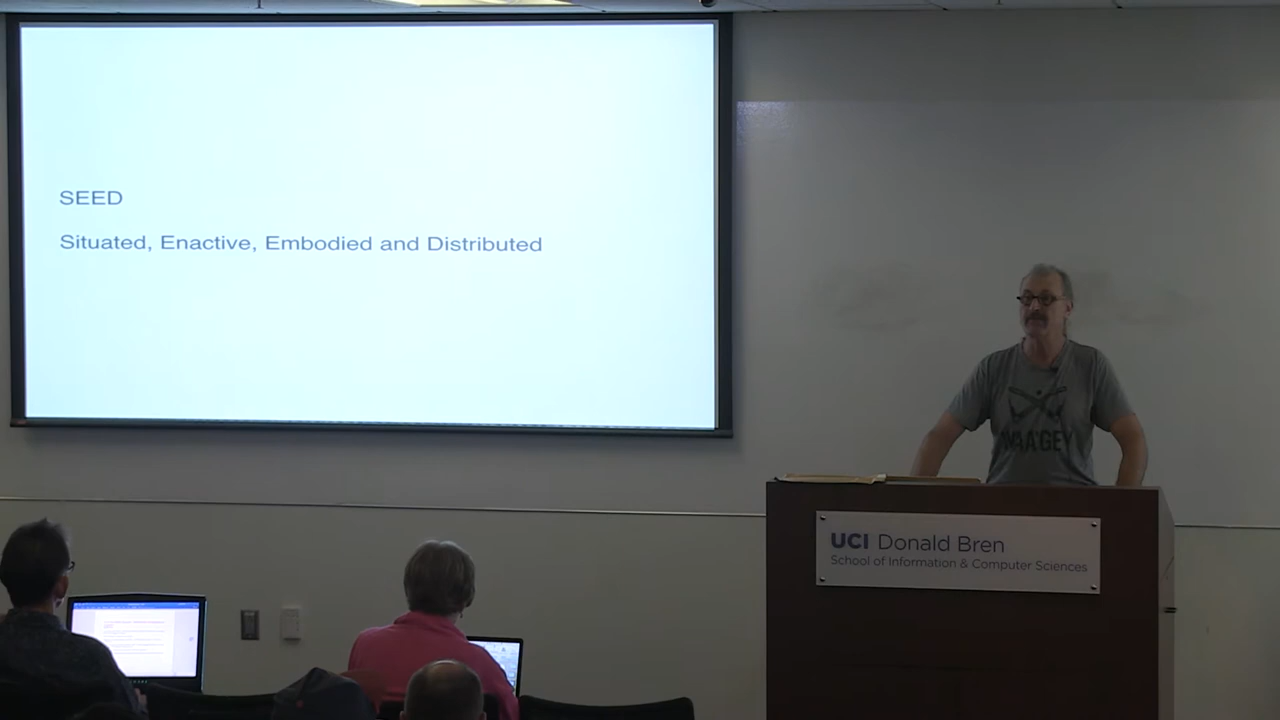 SEED
Situated, Enactive, Embodied and Distributed
UCI Donald Bren
School of Information & Computer Sciences